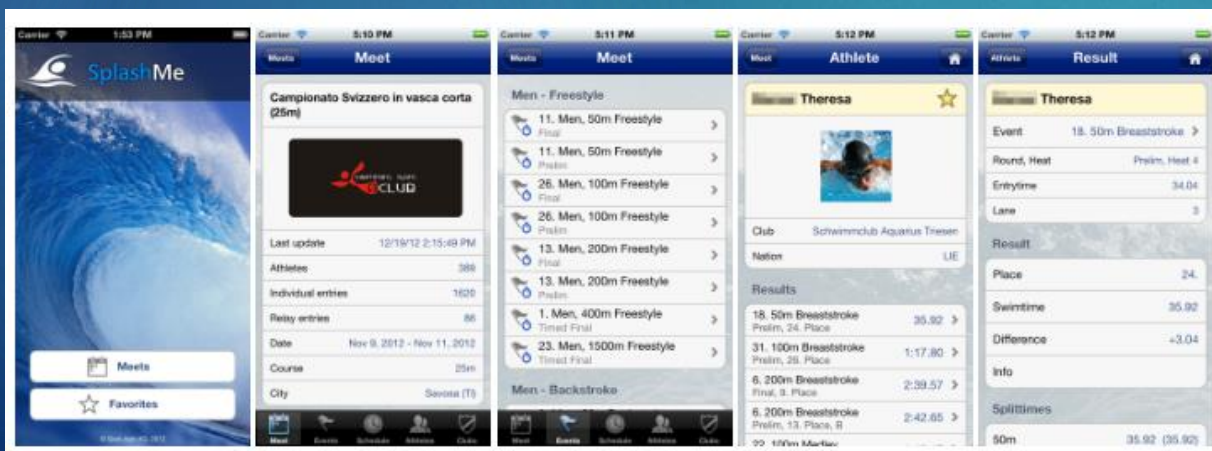 Carrier 1:53 PM
SplashMe
Meets
Favorites
Carrier 5:10 PM
Meets Meet
Campionato Svizzero in vasca corta
(25m)
CLUB
Last update 12/19/12 2:15:49 PM
Athletes 389
Individual entries 1620
Relay entries 86
Date Nov 9, 2012 - Nov 11, 2012
Course 25m
City Savosa (TI)
Meet Events Schedule Athletes Clubs
Carrier 5:11 PM
Meets Meet
Men - Freestyle
11. Men, 50m Freestyle
Final
11. Men, 50m Freestyle
Prelim
26. Men, 100m Freestyle
Final
26. Men, 100m Freestyle
Prelim
13. Men, 200m Freestyle
Final
13. Men, 200m Freestyle
Prelim
1. Men, 400m Freestyle
Timed Final
23. Men, 1500m Freestyle
Timed Final
Men - Backstroke
Meet Events Schedule Athletes Clubs
Carrier 5:12 PM
Meet Athlete
Theresa
Club Schwimmclub Aquarius Triesen
Nation LIE
Results
18. 50m Breaststroke 35.92
Prelim, 24. Place
31. 100m Breaststroke 1:17.80
Prelim, 28. Place
6. 200m Breaststroke 2:39.57
Final, 9. Place
6. 200m Breaststroke 2:42.65
Prelim, 13. Place, R
22. 100m Medley
Carrier 5:12 PM
Athlete Result
Theresa
Event 18. 50m Breaststroke
Round, Heat Prelim, Heat 4
Entrytime 34.04
Lane 3
Result
Place 24.
Swimtime 35.92
Difference +3.04
Info
Splittimes
50m 35.92 (35.92)